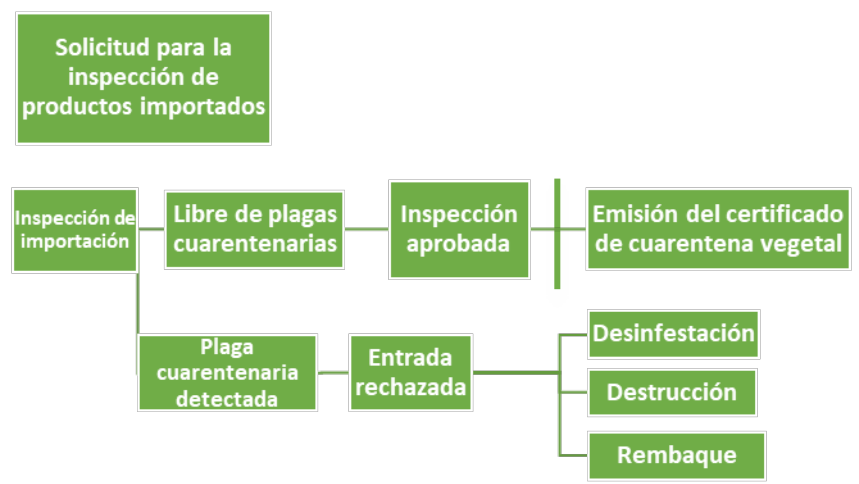 Solicitud para la
inspección de
productos importados
Inspección de
importación
Libre de plagas
cuarentenarias
Inspección
aprobada
Emisión del certificado
de cuarentena vegetal
Plaga
cuarentenaria
detectada
Entrada
rechazada
Desinfestación
Destrucción
Rembaque